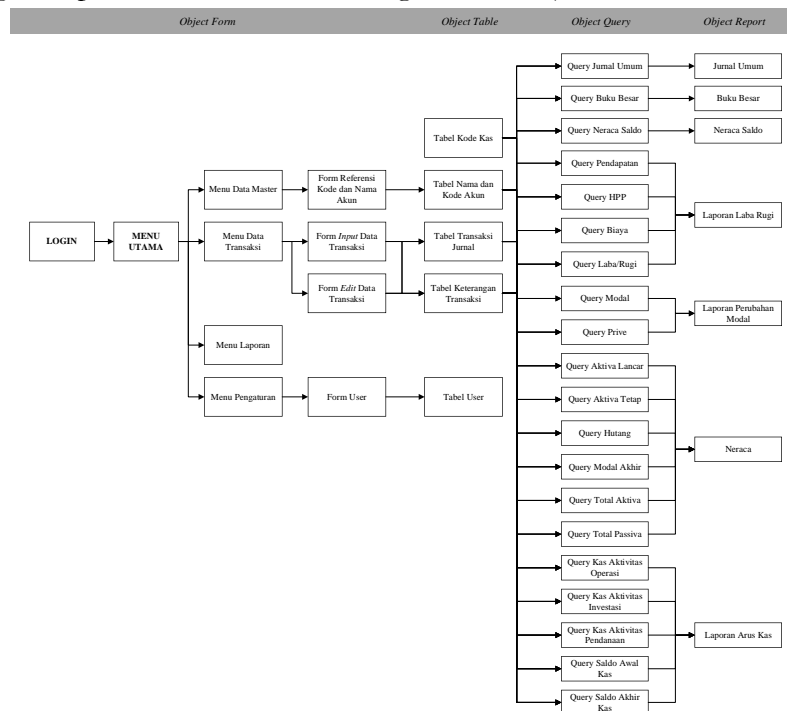 Object Form
Object Table
Object Query
Object Report
LOGIN
MENU
UTAMA
Menu Data Master
Menu Data
Transaksi
Menu Laporan
Menu Pengaturan
Form Referensi
Kode dan Nama
Akun
Form Input Data
Transaksi
Form Edit Data
Transaksi
Form User
Tabel Kode Kas
Tabel Nama dan
Kode Akun
Tabel Transaksi
Jurnal
Tabel Keterangan
Transaksi
Tabel User
Query Jurnal Umum
Query Buku Besar
Query Neraca Saldo
Query Pendapatan
Query HPP
Query Biaya
Query Laba/Rugi
Query Modal
Query Prive
Query Aktiva Lancar
Query Aktiva Tetap
Query Hutang
Query Modal Akhir
Query Total Aktiva
Query Total Passiva
Query Kas Aktivitas
Operasi
Query Kas Aktivitas
Investasi
Query Kas Aktivitas
Pendanaan
Query Saldo Awal
Kas
Query Saldo Akhir
Kas
Jurnal Umum
Buku Besar
Neraca Saldo
Laporan Laba Rugi
Laporan Perubahan
Modal
Neraca
Laporan Arus Kas